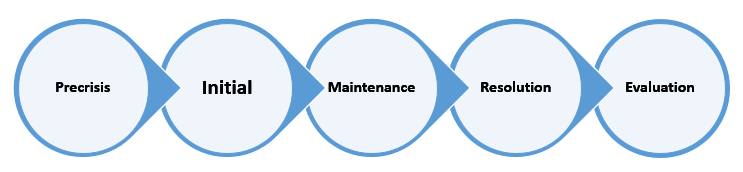 Precrisis
Initial
Maintenance
Resolution
Evaluation